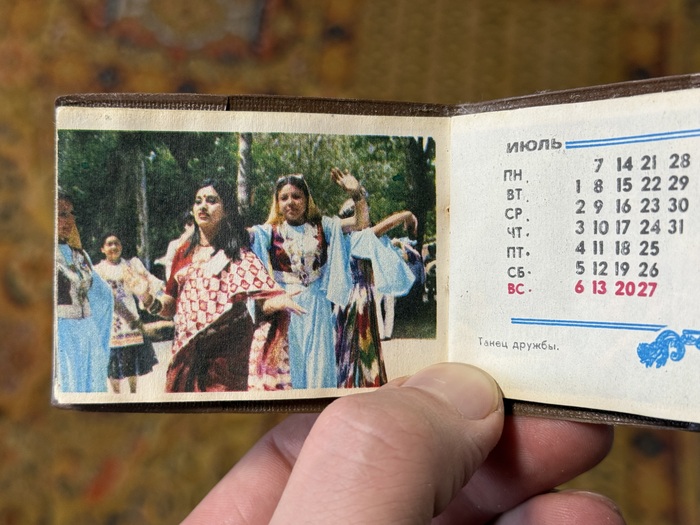 ИЮЛЬ
ПН. 7 14 21 28
ВТ. 1 8 15 22 29
СР. 2 9 16 23 30
ЧТ. 3 10 17 24 31
ПТ. 4 11 18 25
СБ. 5 12 19 26
ВС. 6 13 20 27
Танец дружбы.